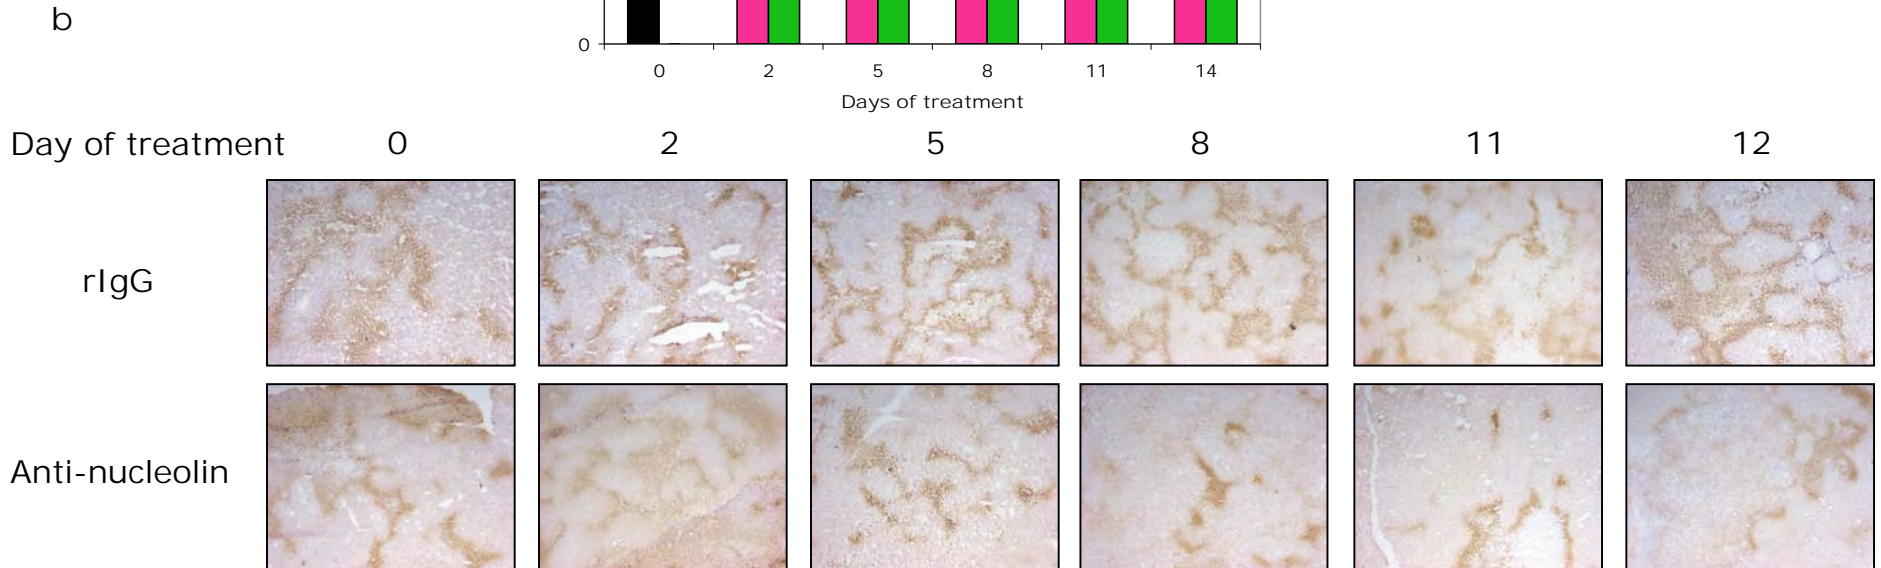 b
0
0 2 5 8 11 14
Days of treatment
Day of treatment 0 2 5 8 11 12
rIgG
Anti-nucleolin